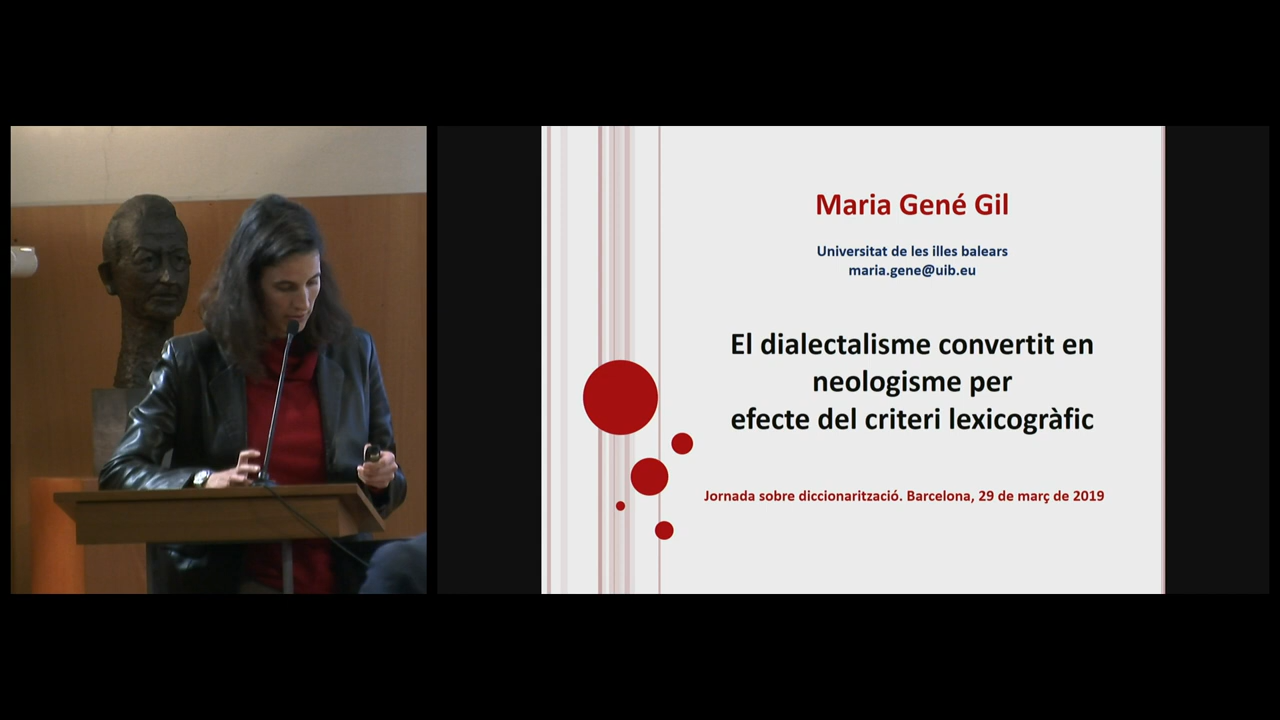 Maria Gené Gil
Universitat de les illes balears
maria.gene@uib.eu
El dialectalisme convertit en
neologisme per
efecte del criteri lexicogràfic
Jornada sobre diccionarització. Barcelona, 29 de març de 2019